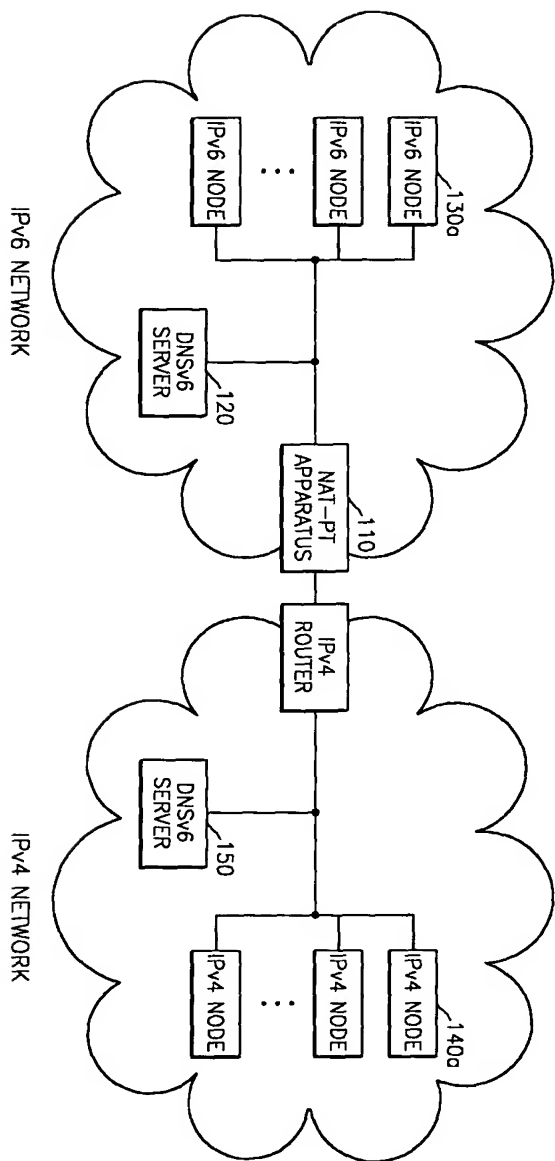 IPv6 NODE
130a
IPv6 NODE
...
IPv6 NODE
DNSv6
SERVER
120
IPv6 NETWORK
NAT-PT
APPARATUS
110
IPv4
ROUTER
DNSv6
SERVER
150
IPv4 NODE
140a
IPv4 NODE
...
IPv4 NODE
IPv4 NETWORK